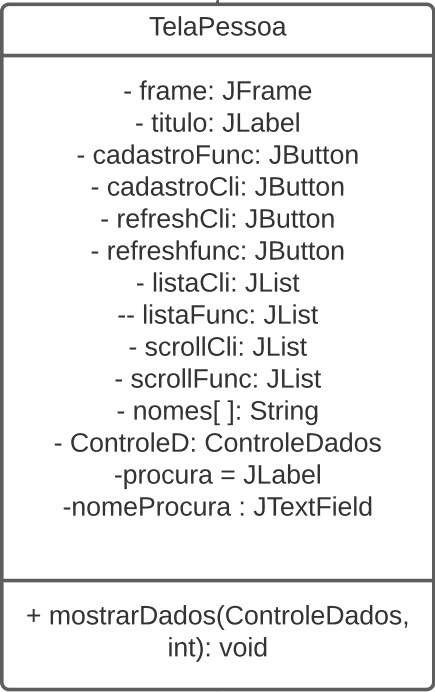 TelaPessoa
- frame: JFrame
- titulo: JLabel
- cadastroFunc: JButton
- cadastroCli: JButton
- refreshCli: JButton
- refreshfunc: JButton
- listaCli: JList
-- listaFunc: JList
- scrollCli: JList
- scrollFunc: JList
- nomes[ ]: String
- ControleD: ControleDados
-procura = JLabel
-nomeProcura : JTextField
+ mostrarDados(ControleDados,
int): void